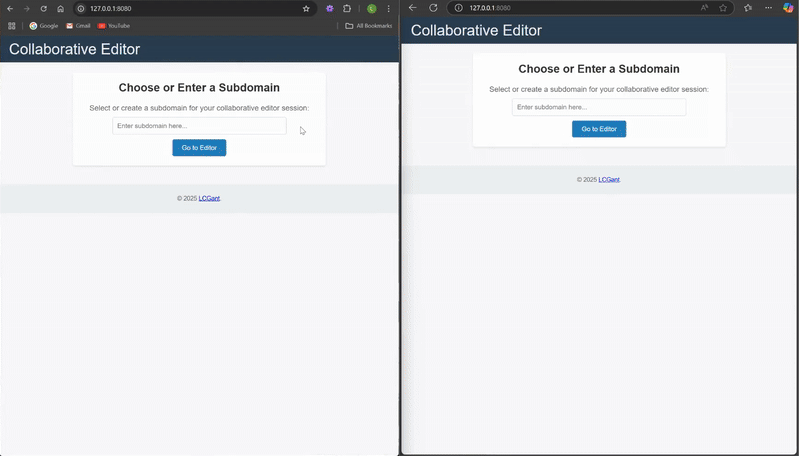 127.0.0.1:8080
L
Google
Gmail
YouTube
All Bookmarks
Collaborative Editor
Choose or Enter a Subdomain
Select or create a subdomain for your collaborative editor session:
Enter subdomain here...
Go to Editor
© 2025 LCGant.
127.0.0.1:8080
A
Collaborative Editor
Choose or Enter a Subdomain
Select or create a subdomain for your collaborative editor session:
Enter subdomain here...
Go to Editor
© 2025 LCGant.